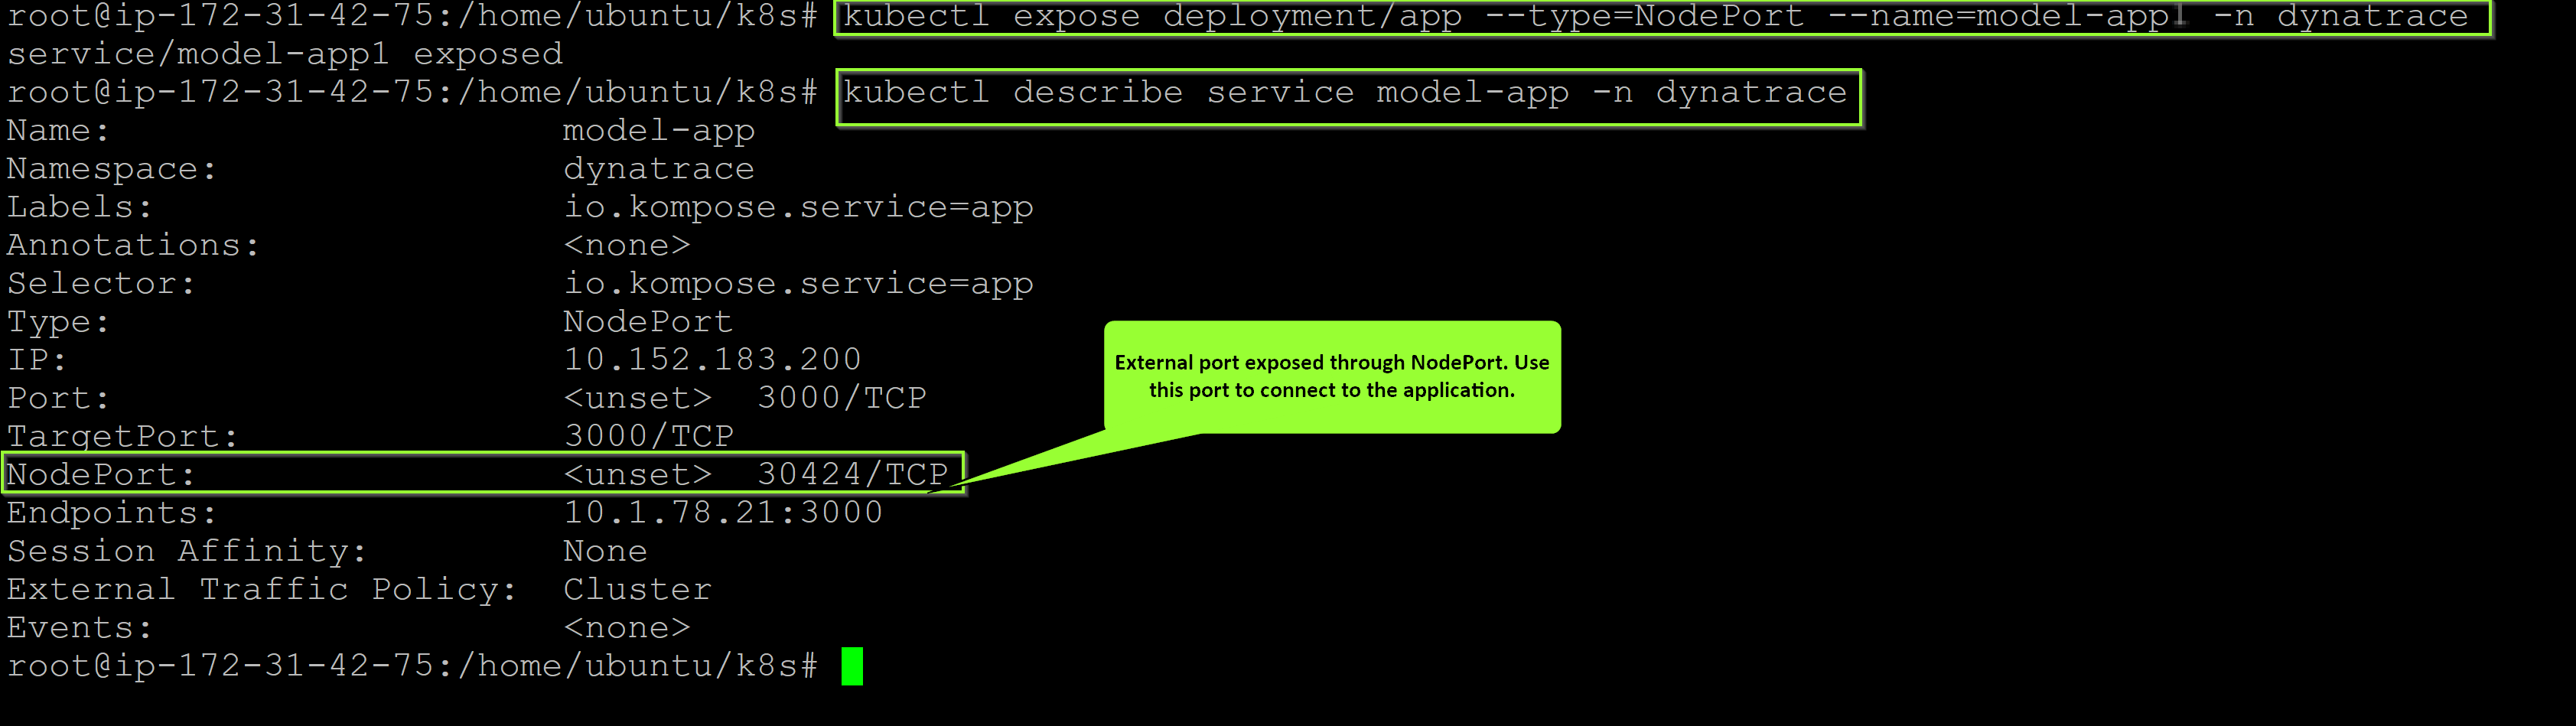 root@ip-172-31-42-75:/home/ubuntu/k8s# kubectl expose deployment/app --type=NodePort --name=model-app1 -n dynatrace
service/model-app1 exposed
root@ip-172-31-42-75:/home/ubuntu/k8s# kubectl describe service model-app -n dynatrace
Name: model-app
Namespace: dynatrace
Labels: io.kompose.service=app
Annotations: <none>
Selector: io.kompose.service=app
Type: NodePort
IP: 10.152.183.200
Port: <unset> 3000/TCP
TargetPort: 3000/TCP
NodePort: <unset> 30424/TCP
Endpoints: 10.1.78.21:3000
Session Affinity: None
External Traffic Policy: Cluster
Events: <none>
root@ip-172-31-42-75:/home/ubuntu/k8s#
External port exposed through NodePort. Use
this port to connect to the application.